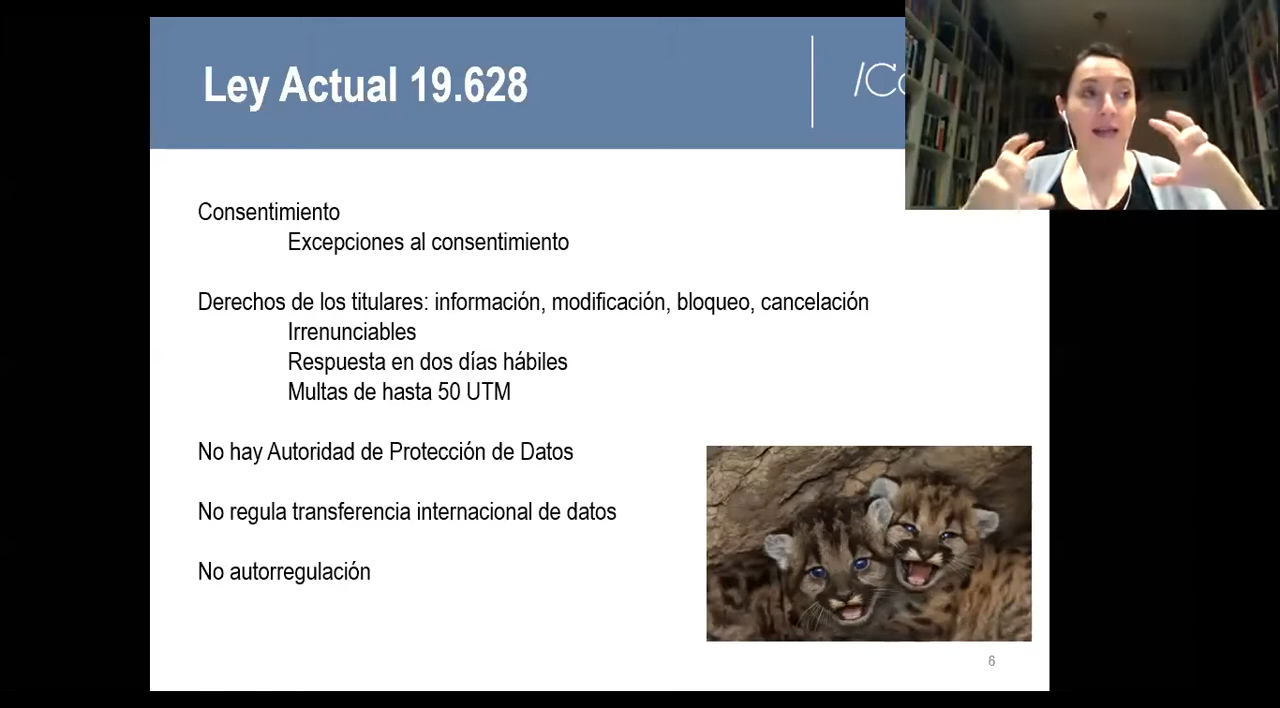 Ley Actual 19.628
Consentimiento
Excepciones al consentimiento
Derechos de los titulares: información, modificación, bloqueo, cancelación
Irrenunciables
Respuesta en dos días hábiles
Multas de hasta 50 UTM
No hay Autoridad de Protección de Datos
No regula transferencia internacional de datos
No autorregulación
6